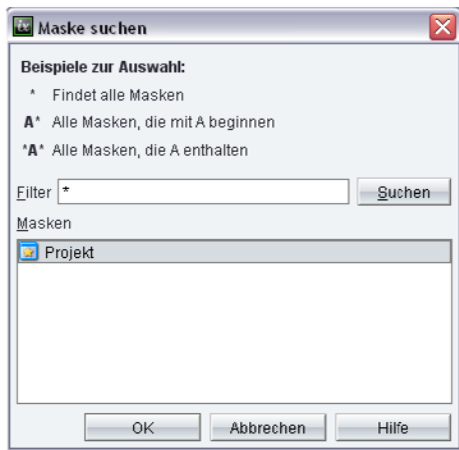 Maske suchen
Beispiele zur Auswahl:
* Findet alle Masken
A* Alle Masken, die mit A beginnen
*A* Alle Masken, die A enthalten
Filter * Suchen
Masken
Projekt
OK Abbrechen Hilfe